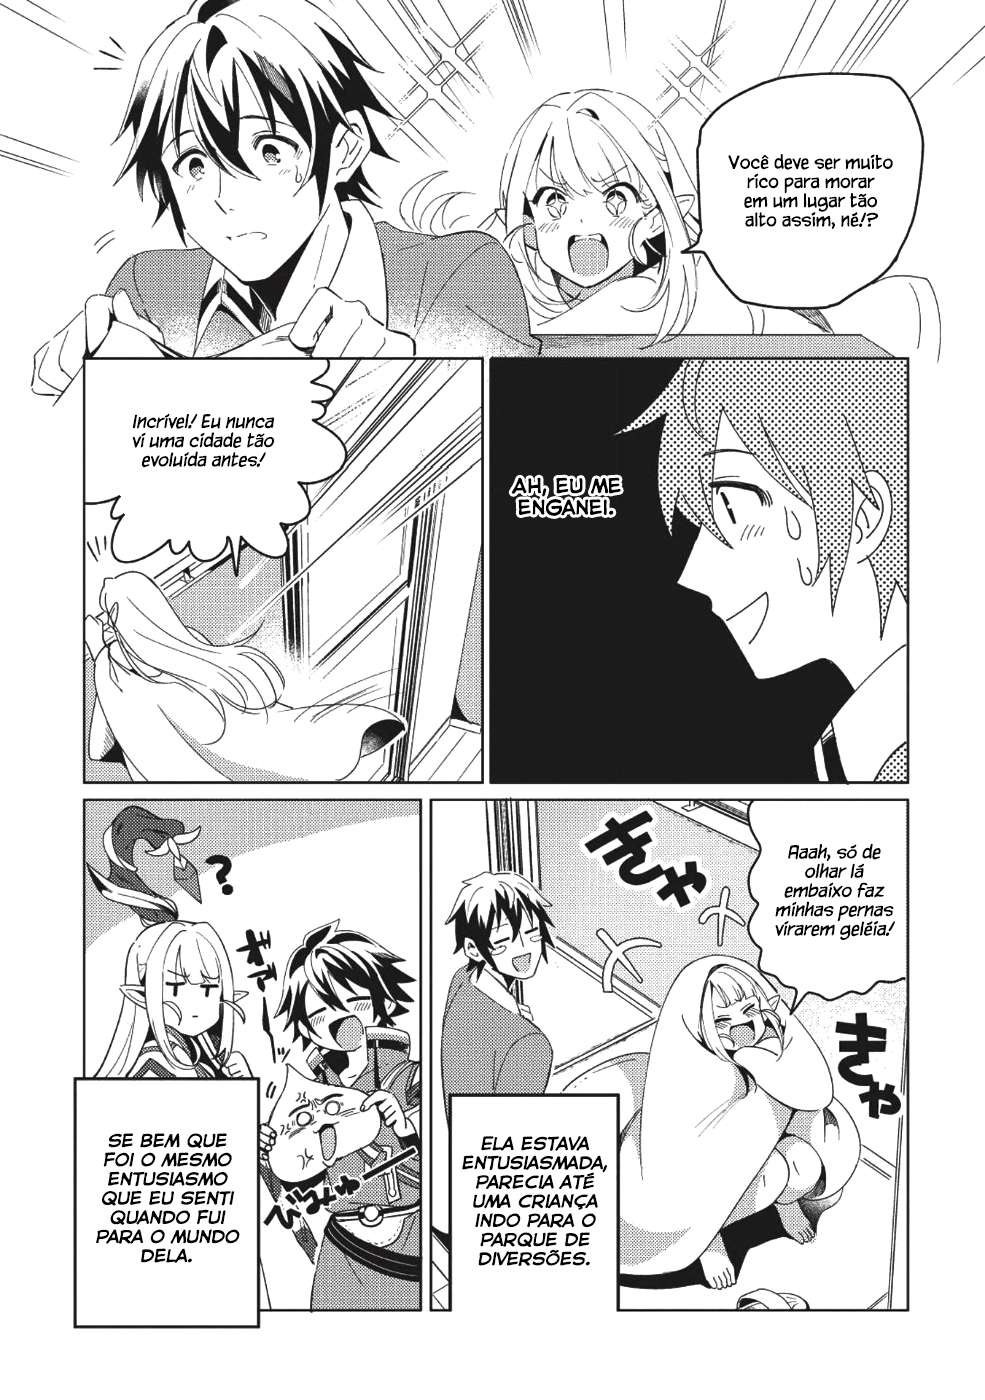 Você deve ser muito
rico para morar
em um lugar tão
alto assim, né!?
AH, EU ME
ENGANEI.
Incrível! Eu nunca
vi uma cidade tão
evoluída antes!
Aaah, só de
olhar lá
embaixo faz
minhas pernas
virarem geléia!
きゃ
きゃ
ELA ESTAVA
ENTUSIASMADA,
PARECIA ATÉ
UMA CRIANÇA
INDO PARA O
PARQUE DE
DIVERSÕES.
?
SE BEM QUE
FOI O MESMO
ENTUSIASMO
QUE EU SENTI
QUANDO FUI
PARA O MUNDO
DELA.